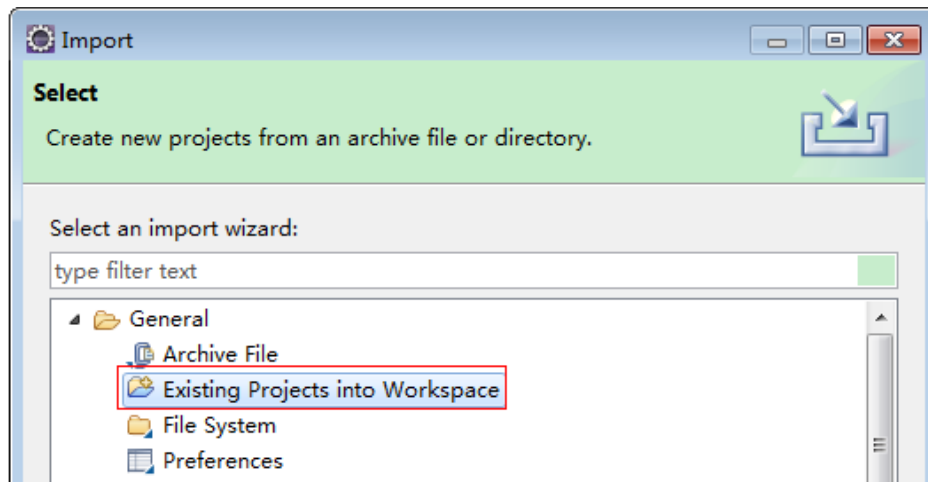 Import
Select
Create new projects from an archive file or directory.
Select an import wizard:
type filter text
General
Archive File
Existing Projects into Workspace
File System
Preferences